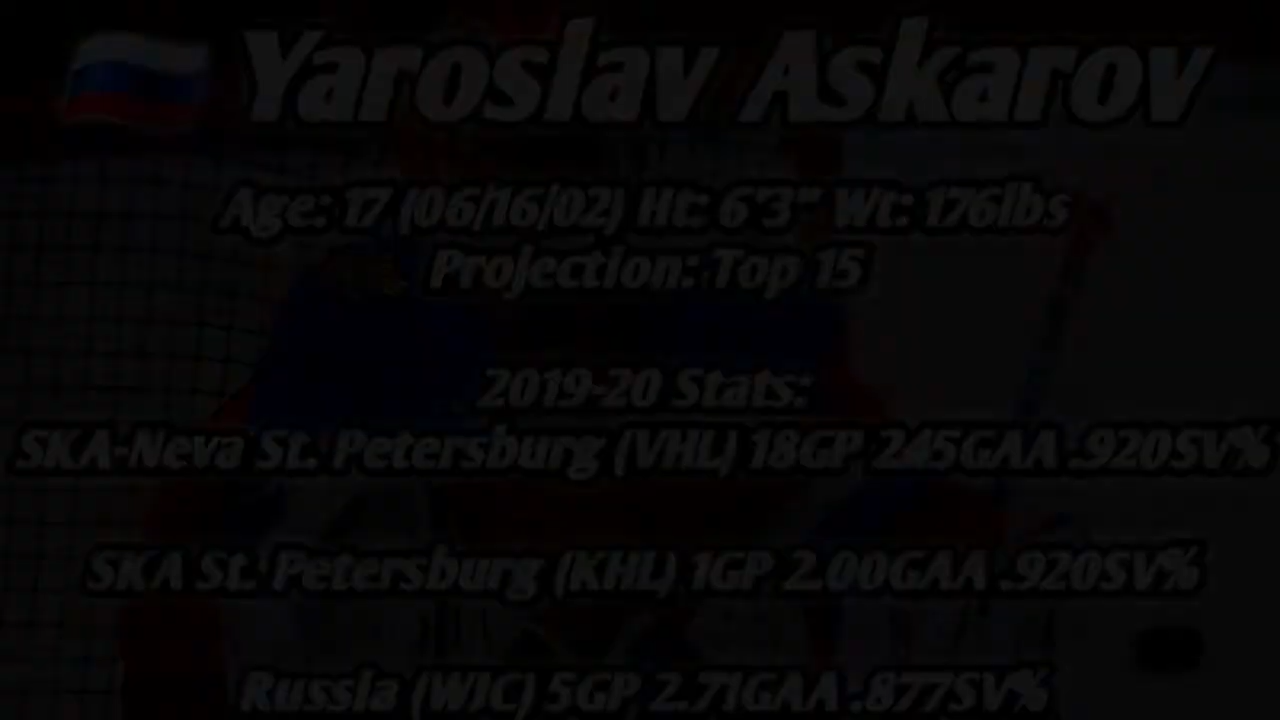 Yaroslav Askarov
Age: 17 (06/16/02) Ht: 6'3" Wt: 176lbs
Projection: Top 15
2019-20 Stats:
SKA-Neva St. Petersburg (VHL) 18GP 2.45GAA .920SV%
SKA St. Petersburg (KHL) 1GP 2.00GAA .920SV%
Russia (WJC) 5GP 2.71GAA .877SV%